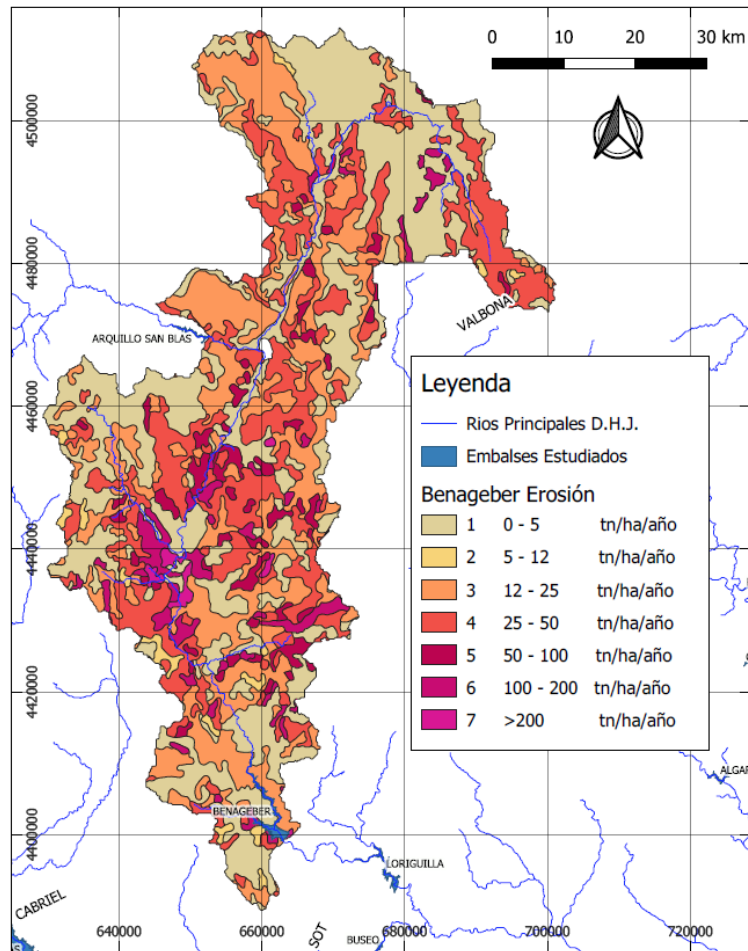 0 10 20 30 km
4500000
4480000
VALBONA
ARQUILLO SAN BLAS
4460000
Leyenda
Rios Principales D.H.J.
Embalses Estudiados
Benageber Erosión
1 0 - 5 tn/ha/año
2 5 - 12 tn/ha/año
3 12 - 25 tn/ha/año
4 25 - 50 tn/ha/año
5 50 - 100 tn/ha/año
6 100 - 200 tn/ha/año
7 >200 tn/ha/año
4440000
4420000
ALGAR
BENAGEBER
4400000
LORIGUILLA
CABRIEL
SOT
BUSEO
640000 660000 680000 700000 720000